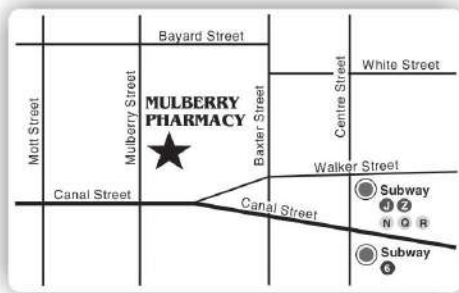 Bayard Street
White Street
Mott Street
Mulberry Street
MULBERRY
PHARMACY
Baxter Street
Centre Street
Walker Street
Canal Street
Canal Street
Subway
J Z
N Q R
Subway
6